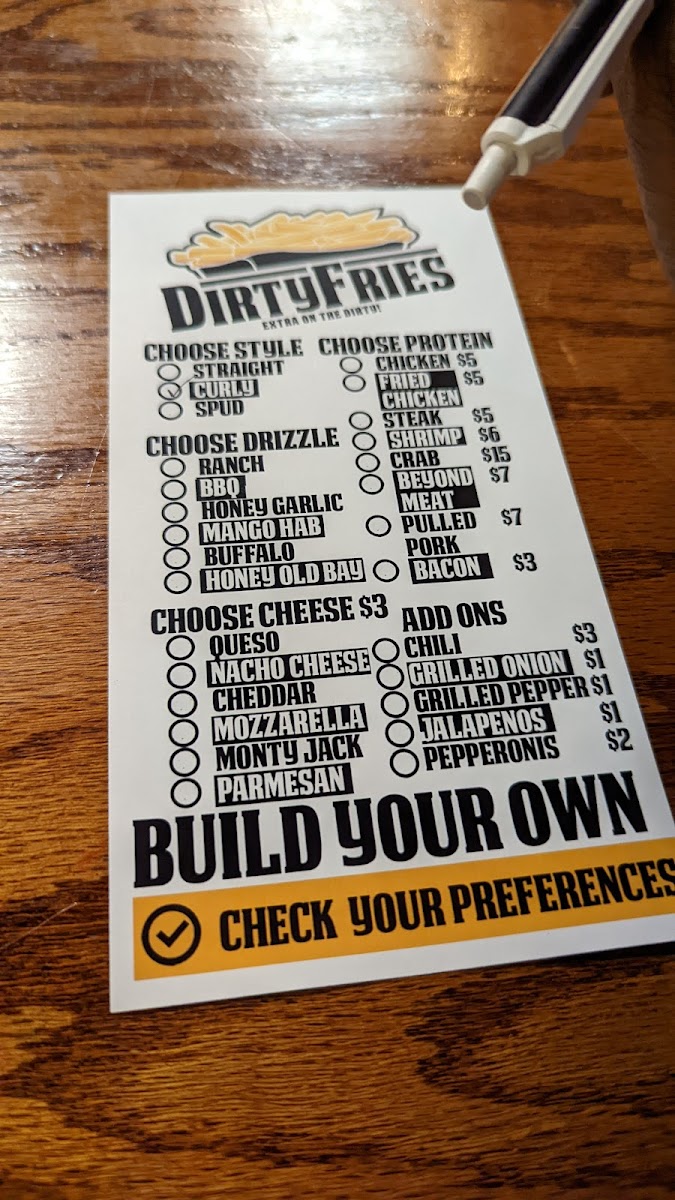 DIRTYFRIES
EXTRA ON THE DIRTY!
CHOOSE STYLE
STRAIGHT
CURLY
SPUD
CHOOSE DRIZZLE
RANCH
BBQ
HONEY GARLIC
MANGO HAB
BUFFALO
HONEY OLD BAY
CHOOSE PROTEIN
CHICKEN $5
FRIED $5
CHICKEN
STEAK $5
SHRIMP $6
CRAB $15
BEYOND $7
MEAT
PULLED $7
PORK
BACON $3
CHOOSE CHEESE $3
QUESO
NACHO CHEESE
CHEDDAR
MOZZARELLA
MONTY JACK
PARMESAN
ADD ONS
CHILI $3
GRILLED ONION $1
GRILLED PEPPER $1
JALAPENOS $1
PEPPERONIS $2
BUILD YOUR OWN
CHECK YOUR PREFERENCES